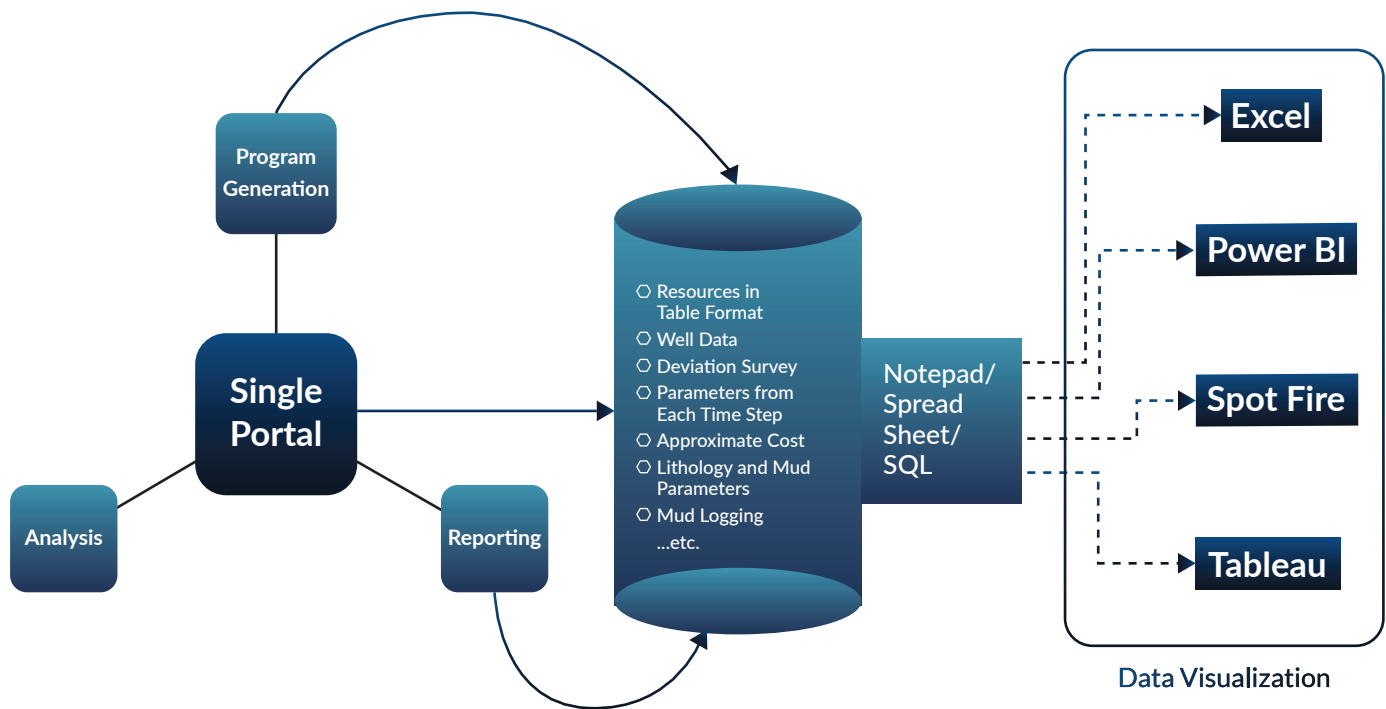 Program
Generation
Single
Portal
Analysis
Reporting
Resources in
Table Format
Well Data
Deviation Survey
Parameters from
Each Time Step
Approximate Cost
Lithology and Mud
Parameters
Mud Logging
...etc.
Notepad/
Spread
Sheet/
SQL
Excel
Power BI
Spot Fire
Tableau
Data Visualization